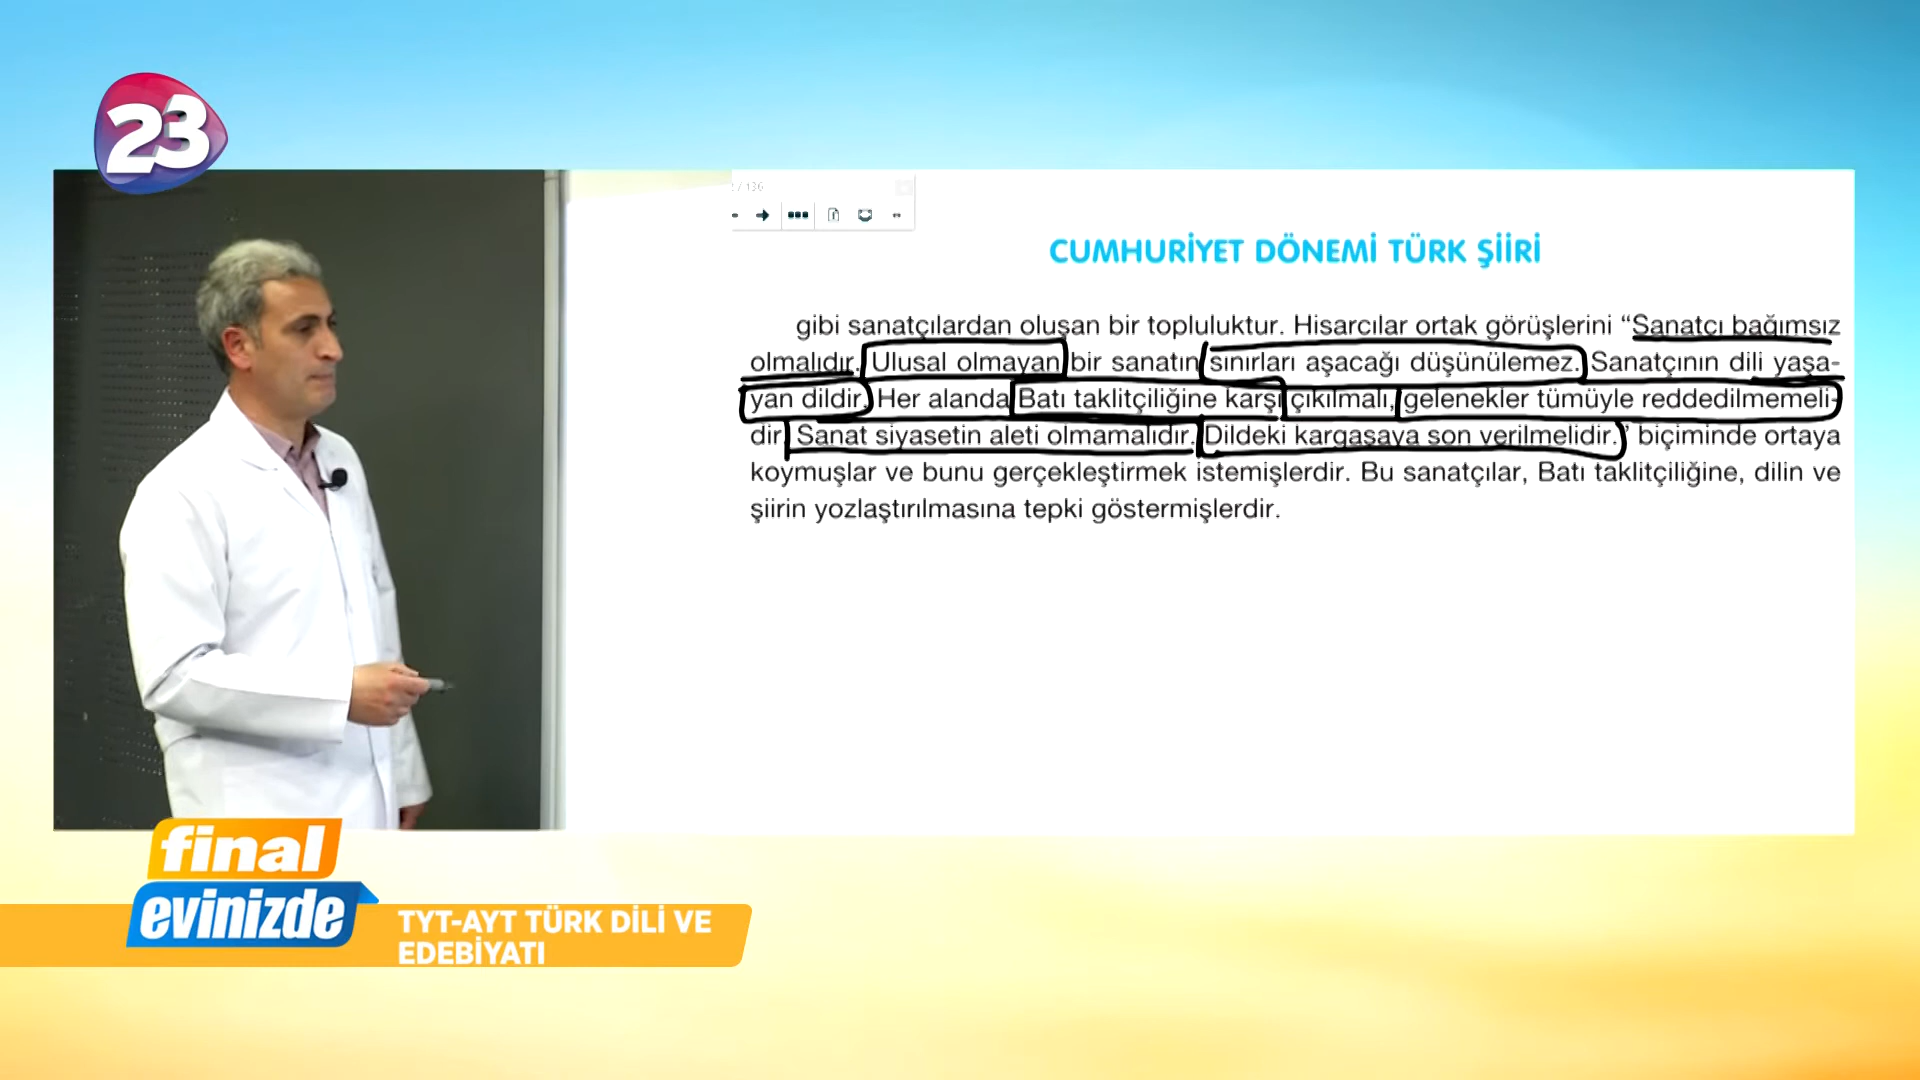 23
/ 136
CUMHURİYET DÖNEMİ TÜRK ŞİİRİ
gibi sanatçılardan oluşan bir topluluktur. Hisarcılar ortak görüşlerini “Sanatcı bağımsız
olmalıdır. Ulusal olmayan bir sanatın sınırları aşacağı düşünülemez. Sanatçının dili yaşa-
yan dildir. Her alanda Batı taklitçiliğine karşı çıkılmalı, gelenekler tümüyle reddedilmemeli-
dir. Sanat siyasetin aleti olmamalıdır. Dildeki kargaşaya son verilmelidir.” biçiminde ortaya
koymuşlar ve bunu gerçekleştirmek istemişlerdir. Bu sanatçılar, Batı taklitçiliğine, dilin ve
şiirin yozlaştırılmasına tepki göstermişlerdir.
final
evinizde
TYT-AYT TÜRK DİLİ VE
EDEBİYATI